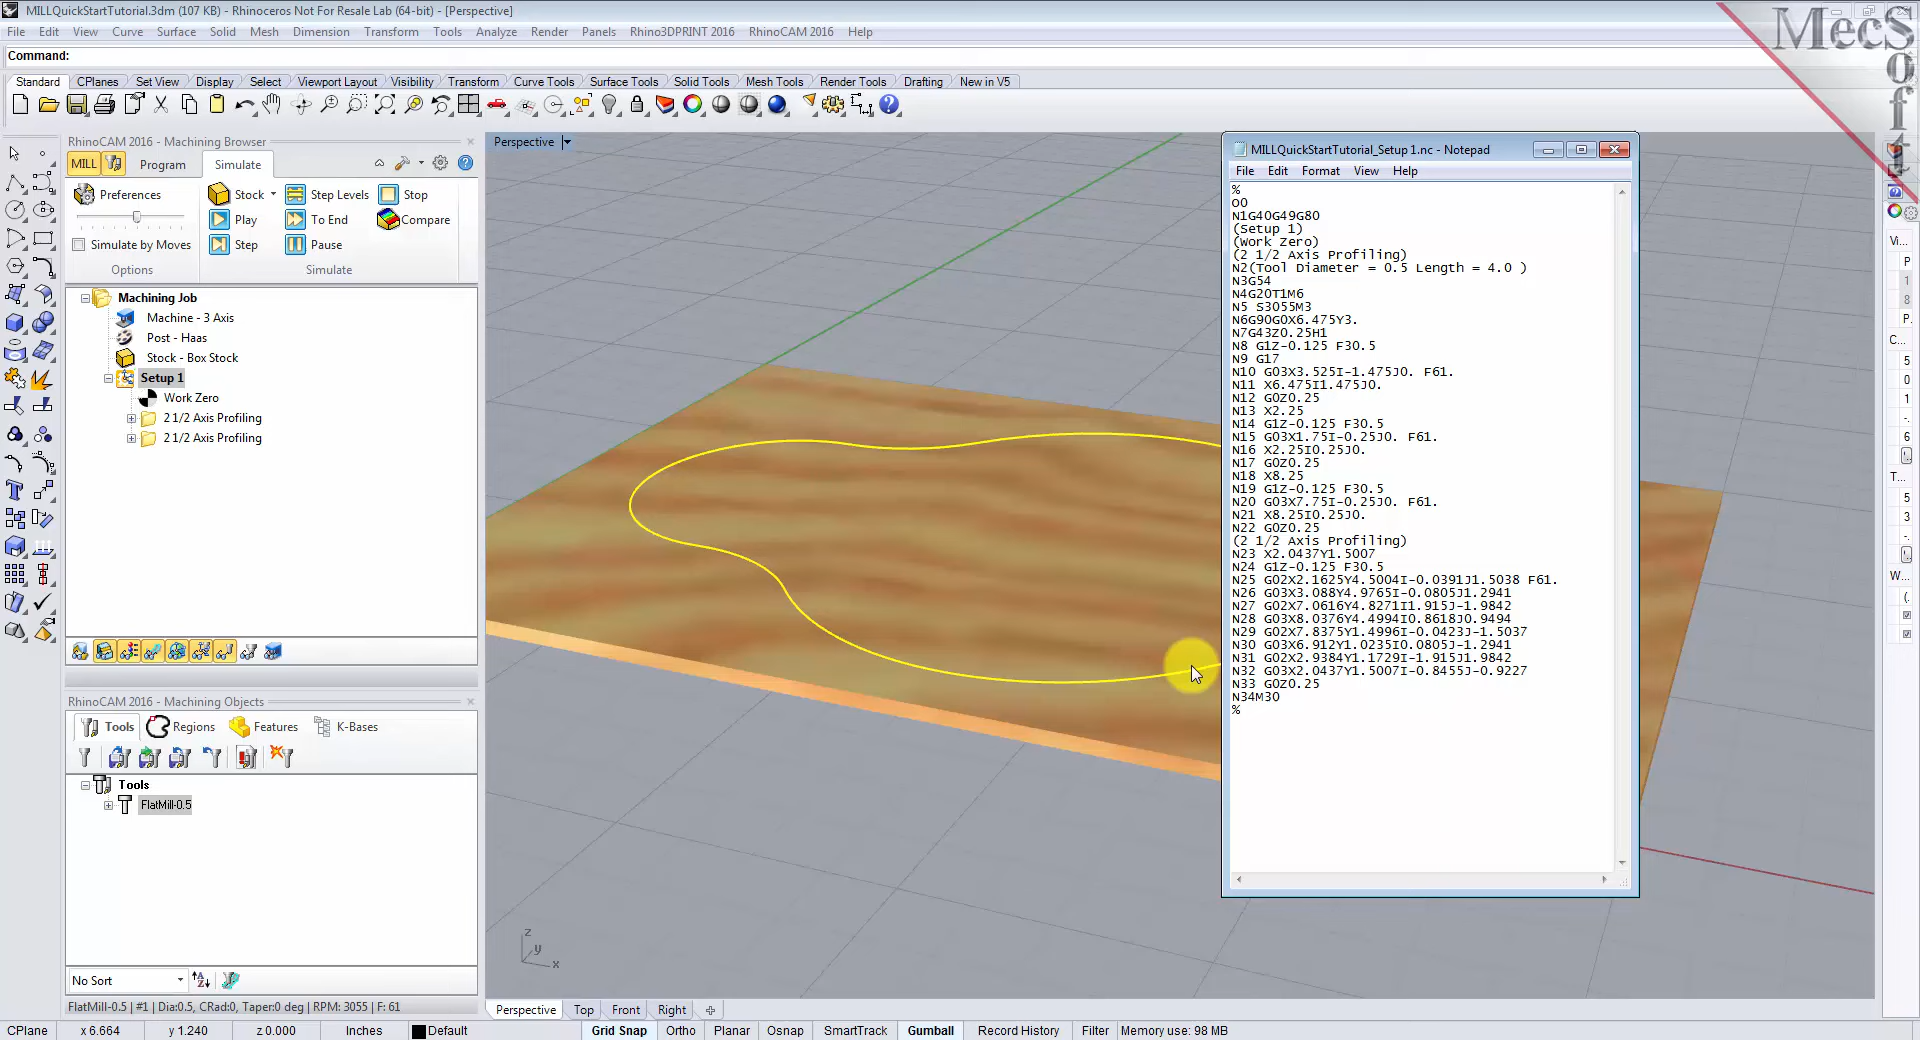 MILLQuickStartTutorial.3dm (107 KB) - Rhinoceros Not For Resale Lab (64-bit) - [Perspective]
File Edit View Curve Surface Solid Mesh Dimension Transform Tools Analyze Render Panels Rhino3DPRINT 2016 RhinoCAM 2016 Help
MecSoft
Command:
Standard CPlanes Set View Display Select Viewport Layout Visibility Transform Curve Tools Surface Tools Solid Tools Mesh Tools Render Tools Drafting New in V5
RhinoCAM 2016 - Machining Browser
MILL Program Simulate
Preferences Stock Step Levels Stop
Play To End Compare
Simulate by Moves Step Pause
Options Simulate
Machining Job
Machine - 3 Axis
Post - Haas
Stock - Box Stock
Setup 1
Work Zero
2 1/2 Axis Profiling
2 1/2 Axis Profiling
RhinoCAM 2016 - Machining Objects
Tools Regions Features K-Bases
Tools
FlatMill-0.5
No Sort
FlatMill-0.5 | #1 | Dia:0.5, CRad:0, Taper:0 deg | RPM: 3055 | F: 61
Perspective
z
y
x
MILLQuickStartTutorial_Setup 1.nc - Notepad
File Edit Format View Help
%
O0
N1G40G49G80
(Setup 1)
(Work Zero)
(2 1/2 Axis Profiling)
N2(Tool Diameter = 0.5 Length = 4.0 )
N3G54
N4G20T1M6
N5 S3055M3
N6G90G0X6.475Y3.
N7G43Z0.25H1
N8 G1Z-0.125 F30.5
N9 G17
N10 G03X3.525I-1.475J0. F61.
N11 X6.475I1.475J0.
N12 G0Z0.25
N13 X2.25
N14 G1Z-0.125 F30.5
N15 G03X1.75I-0.25J0. F61.
N16 X2.25I0.25J0.
N17 G0Z0.25
N18 X8.25
N19 G1Z-0.125 F30.5
N20 G03X7.75I-0.25J0. F61.
N21 X8.25I0.25J0.
N22 G0Z0.25
(2 1/2 Axis Profiling)
N23 X2.0437Y1.5007
N24 G1Z-0.125 F30.5
N25 G02X2.1625Y4.5004I-0.0391J1.5038 F61.
N26 G03X3.088Y4.9765I-0.0805J1.2941
N27 G02X7.0616Y4.8271I1.915J-1.9842
N28 G03X8.0376Y4.4994I0.8618J0.9494
N29 G02X7.8375Y1.4996I-0.0423J-1.5037
N30 G03X6.912Y1.0235I0.0805J-1.2941
N31 G02X2.9384Y1.1729I-1.915J1.9842
N32 G03X2.0437Y1.5007I-0.8455J-0.9227
N33 G0Z0.25
N34M30
%
Vi...
P
1
8
P.
C...
5
0
1
-.
6
T...
5
3
-.
W...
(.
Perspective Top Front Right
CPlane x 6.664 y 1.240 z 0.000 Inches Default Grid Snap Ortho Planar Osnap SmartTrack Gumball Record History Filter Memory use: 98 MB